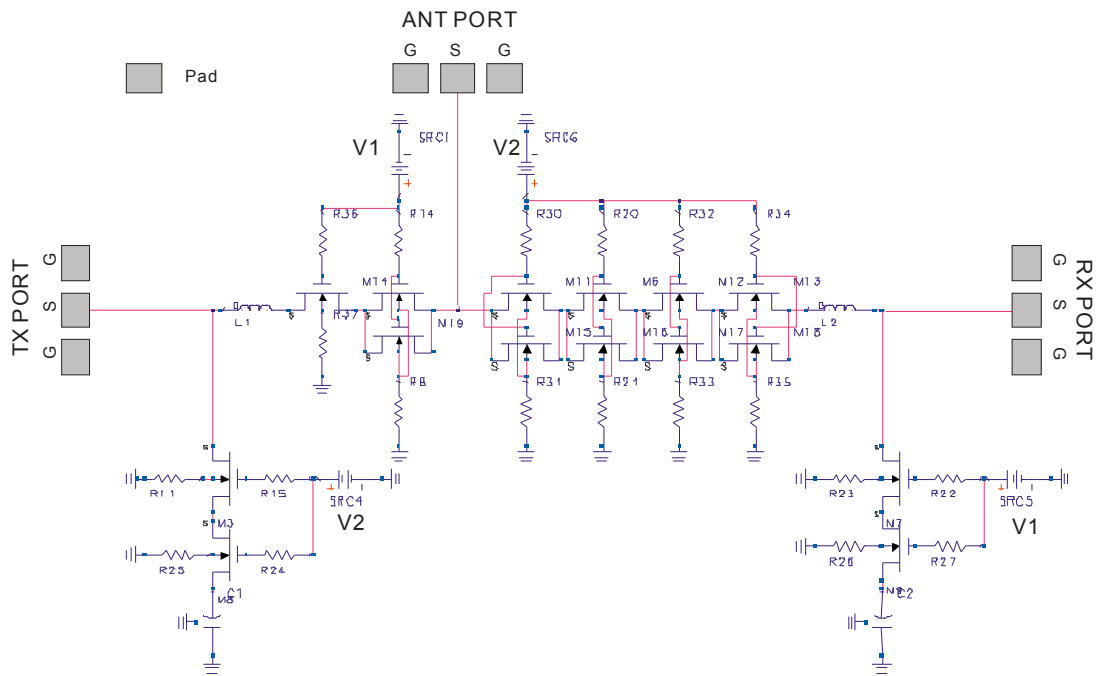 ANT PORT
G S G
Pad
SRC1
SRC6
V1
V2
R36
R14
R30
R20
R32
R34
G
S
G
TX PORT
G
S
G
RX PORT
M14
M11
M6
M12
M13
L1
R37
M19
M15
M16
M17
M18
L2
S
S
S
S
S
R8
R31
R21
R33
R35
S
S
R11
R15
SRC4
V2
R23
R22
SRC5
V1
S
M3
S
M7
R25
R24
R26
R27
C1
C2